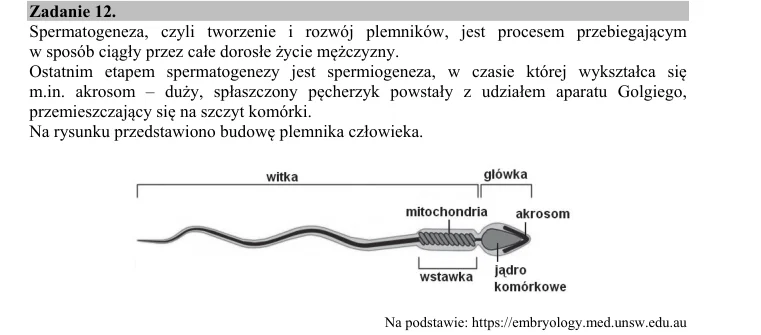 Zadanie 12.
Spermatogeneza, czyli tworzenie i rozwój plemników, jest procesem przebiegającym
w sposób ciągły przez całe dorosłe życie mężczyzny.
Ostatnim etapem spermatogenezy jest spermiogeneza, w czasie której wykształca się
m.in. akrosom – duży, spłaszczony pęcherzyk powstały z udziałem aparatu Golgiego,
przemieszczający się na szczyt komórki.
Na rysunku przedstawiono budowę plemnika człowieka.
witka
główka
mitochondria
akrosom
wstawka
jądro
komórkowe
Na podstawie: https://embryology.med.unsw.edu.au